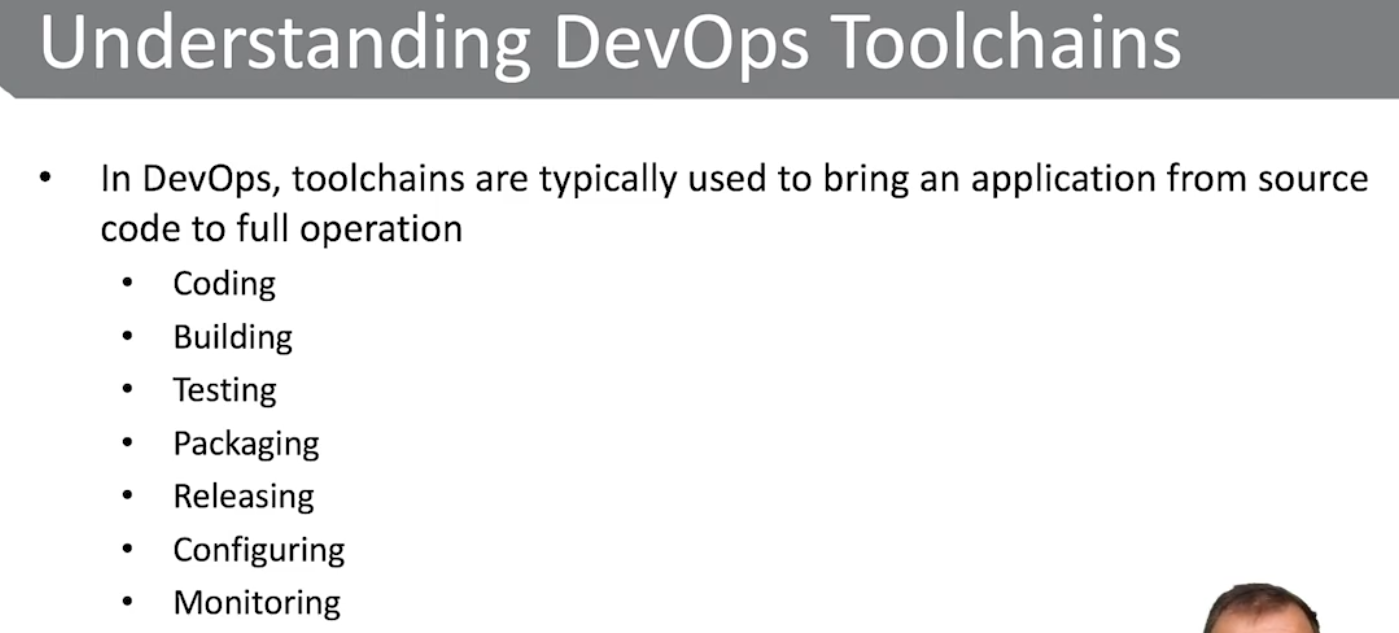 Understanding DevOps Toolchains
• In DevOps, toolchains are typically used to bring an application from source
code to full operation
• Coding
• Building
• Testing
• Packaging
• Releasing
• Configuring
• Monitoring